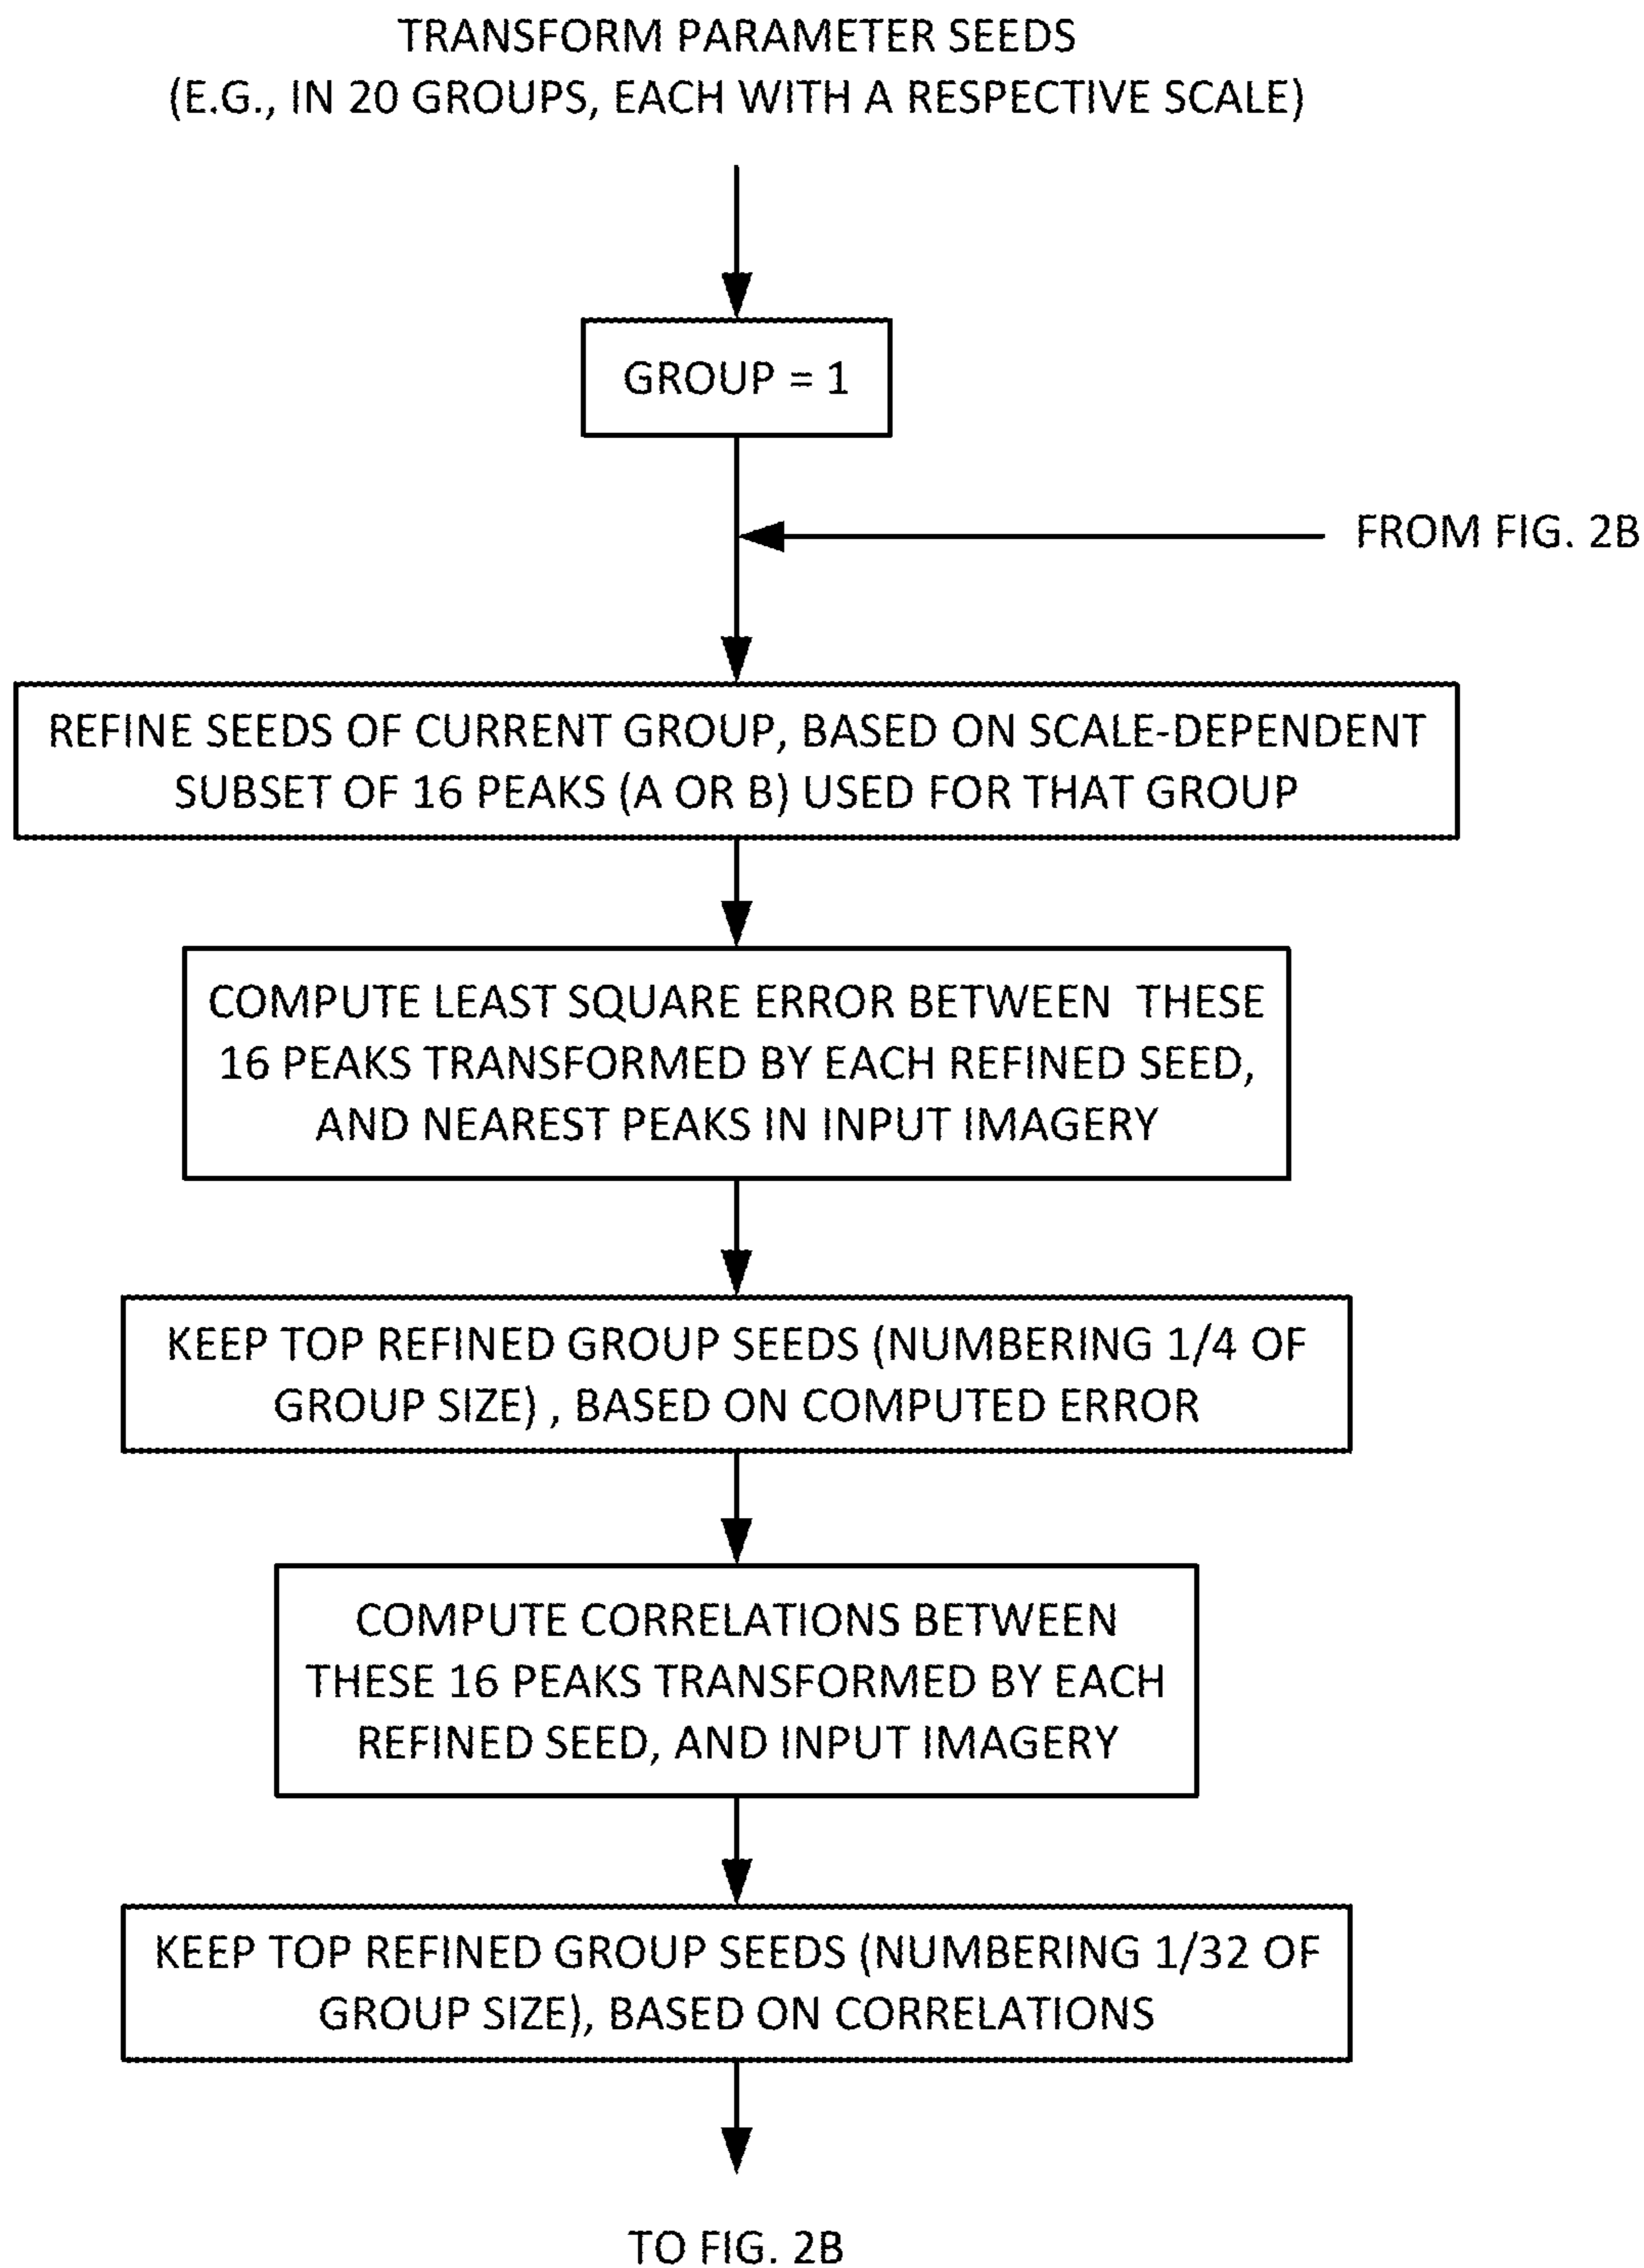 TRANSFORM PARAMETER SEEDS
(E.G., IN 20 GROUPS, EACH WITH A RESPECTIVE SCALE)
GROUP = 1
FROM FIG. 2B
REFINE SEEDS OF CURRENT GROUP, BASED ON SCALE-DEPENDENT
SUBSET OF 16 PEAKS (A OR B) USED FOR THAT GROUP
COMPUTE LEAST SQUARE ERROR BETWEEN THESE
16 PEAKS TRANSFORMED BY EACH REFINED SEED,
AND NEAREST PEAKS IN INPUT IMAGERY
KEEP TOP REFINED GROUP SEEDS (NUMBERING 1/4 OF
GROUP SIZE) , BASED ON COMPUTED ERROR
COMPUTE CORRELATIONS BETWEEN
THESE 16 PEAKS TRANSFORMED BY EACH
REFINED SEED, AND INPUT IMAGERY
KEEP TOP REFINED GROUP SEEDS (NUMBERING 1/32 OF
GROUP SIZE), BASED ON CORRELATIONS
TO FIG. 2B